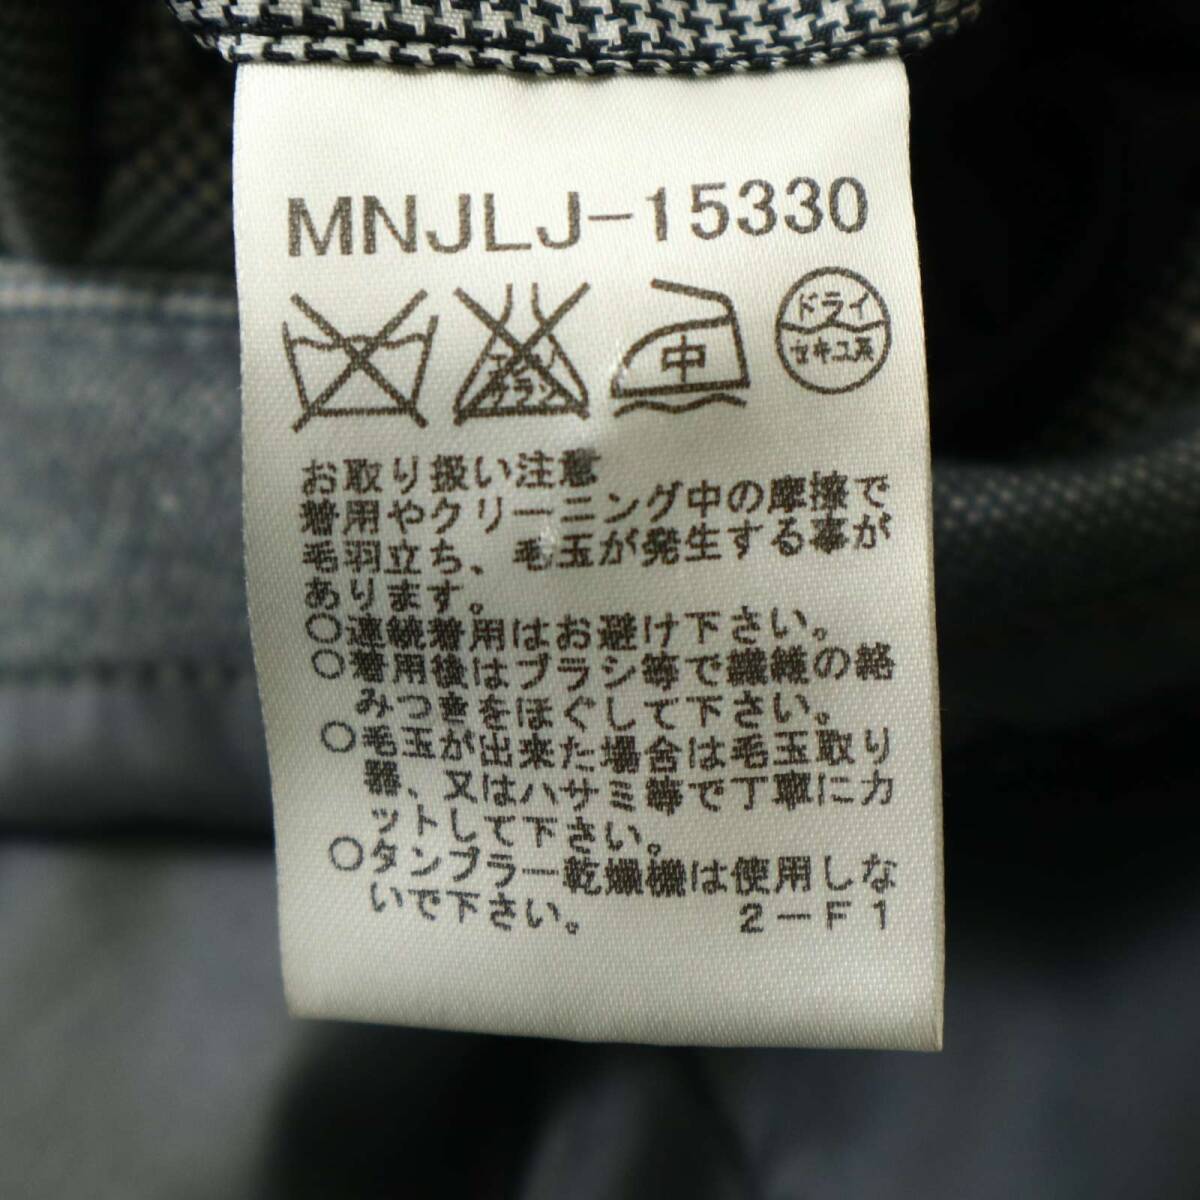 MNJLJ-15330
中
ドライ
セキユ系
お取り扱い注意
着用やクリーニング中の摩擦で
毛羽立ち、毛玉が発生する事が
あります。
○連続着用はお避け下さい。
○着用後はブラシ等で繊維の絡
みつきをほぐして下さい。
○毛玉が出来た場合は毛玉取り
器、又はハサミ等で丁寧にカ
ットして下さい。
○タンブラー乾燥機は使用しな
いで下さい。
2-F1